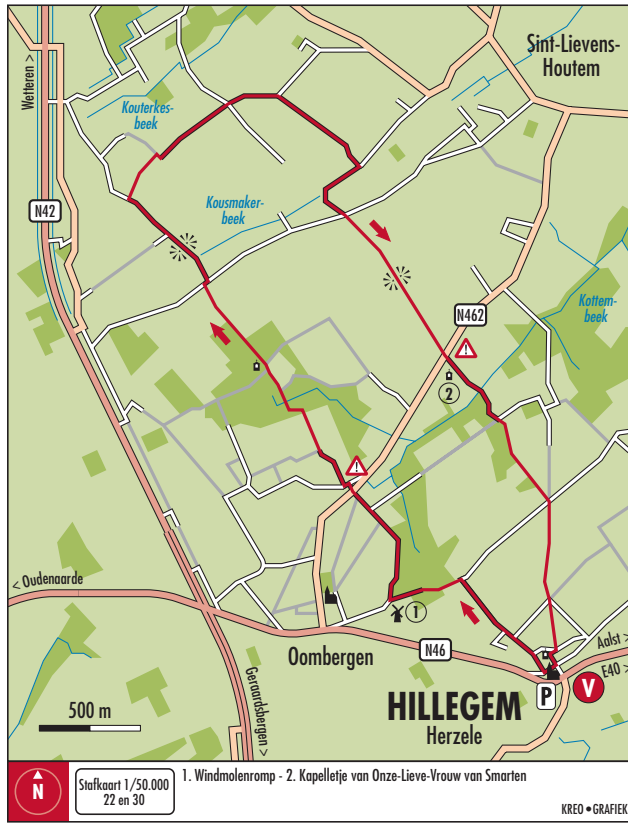 Sint-Lievens-
Houtem
Wetteren >
Kouterkes-
beek
Kousmaker-
beek
N42
Kottem-
beek
N462
2
1
< Oudenaarde
Oombergen
N46
Aalst >
E40 >
P
V
Geraardsbergen >
HILLEGEM
Herzele
500 m
N
Stafkaart 1/50.000
22 en 30
1. Windmolenromp - 2. Kapelletje van Onze-Lieve-Vrouw van Smarten
KREO • GRAFIEK